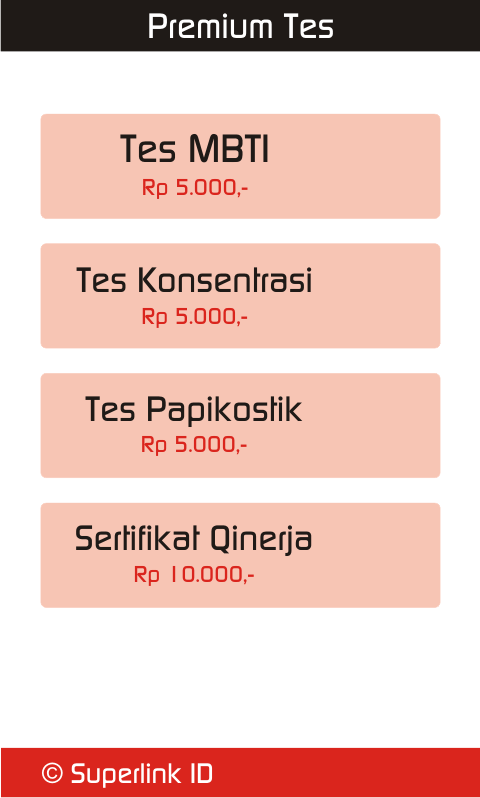 Premium Tes
Tes MBTI
Rp 5.000,-
Tes Konsentrasi
Rp 5.000,-
Tes Papikostik
Rp 5.000,-
Sertifikat Qinerja
Rp 10.000,-
© Superlink ID